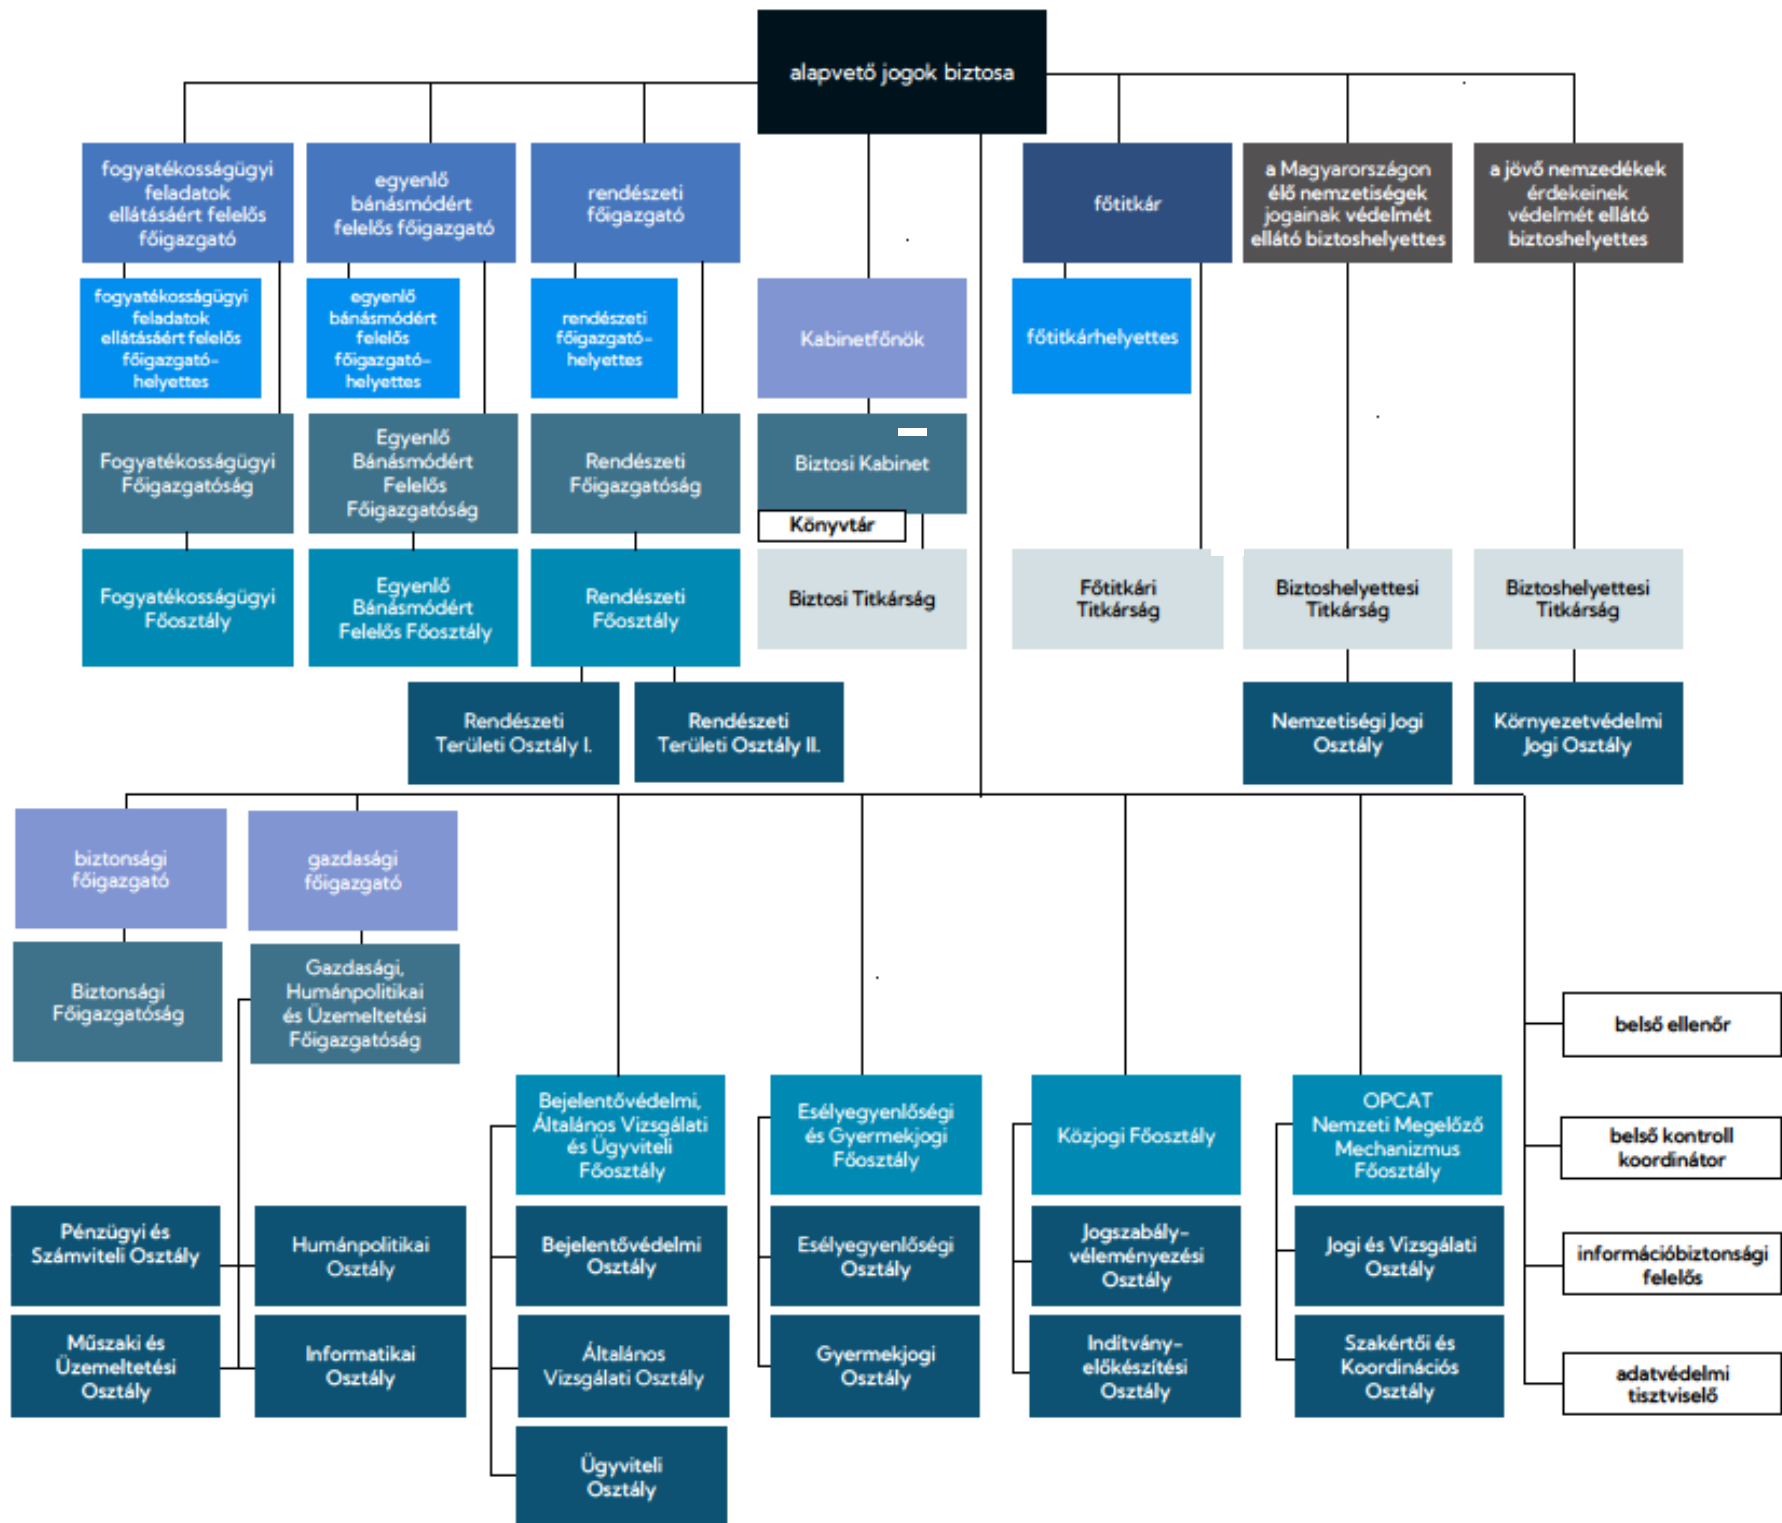 alapvető jogok biztosa
fogyatékosságügyi
feladatok
ellátásáért felelős
főigazgató
egyenlő
bánásmódért
felelős főigazgató
rendészeti
főigazgató
főtitkár
a Magyarországon
élő nemzetiségek
jogainak védelmét
ellátó biztoshelyettes
a jövő nemzedékek
érdekeinek
védelmét ellátó
biztoshelyettes
fogyatékosságügyi
feladatok
ellátásáért felelős
főigazgató-
helyettes
egyenlő
bánásmódért
felelős
főigazgató-
helyettes
rendészeti
főigazgató-
helyettes
Kabinetfőnök
főtitkárhelyettes
Fogyatékosságügyi
Főigazgatóság
Egyenlő
Bánásmódért
Felelős
Főigazgatóság
Rendészeti
Főigazgatóság
Biztosi Kabinet
Könyvtár
Fogyatékosságügyi
Főosztály
Egyenlő
Bánásmódért
Felelős Főosztály
Rendészeti
Főosztály
Biztosi Titkárság
Főtitkári
Titkárság
Biztoshelyettesi
Titkárság
Biztoshelyettesi
Titkárság
Rendészeti
Területi Osztály I.
Rendészeti
Területi Osztály II.
Nemzetiségi Jogi
Osztály
Környezetvédelmi
Jogi Osztály
biztonsági
főigazgató
gazdasági
főigazgató
Biztonsági
Főigazgatóság
Gazdasági,
Humánpolitikai
és Üzemeltetési
Főigazgatóság
belső ellenőr
Bejelentővédelmi,
Általános Vizsgálati
és Ügyviteli
Főosztály
Esélyegyenlőségi
és Gyermekjogi
Főosztály
Közjogi Főosztály
OPCAT
Nemzeti Megelőző
Mechanizmus
Főosztály
belső kontroll
koordinátor
Pénzügyi és
Számviteli Osztály
Humánpolitikai
Osztály
Bejelentővédelmi
Osztály
Esélyegyenlőségi
Osztály
Jogszabály-
véleményezési
Osztály
Jogi és Vizsgálati
Osztály
információbiztonsági
felelős
Műszaki és
Üzemeltetési
Osztály
Informatikai
Osztály
Általános
Vizsgálati Osztály
Gyermekjogi
Osztály
Indítvány-
előkészítési
Osztály
Szakértői és
Koordinációs
Osztály
adatvédelmi
tisztviselő
Ügyviteli
Osztály